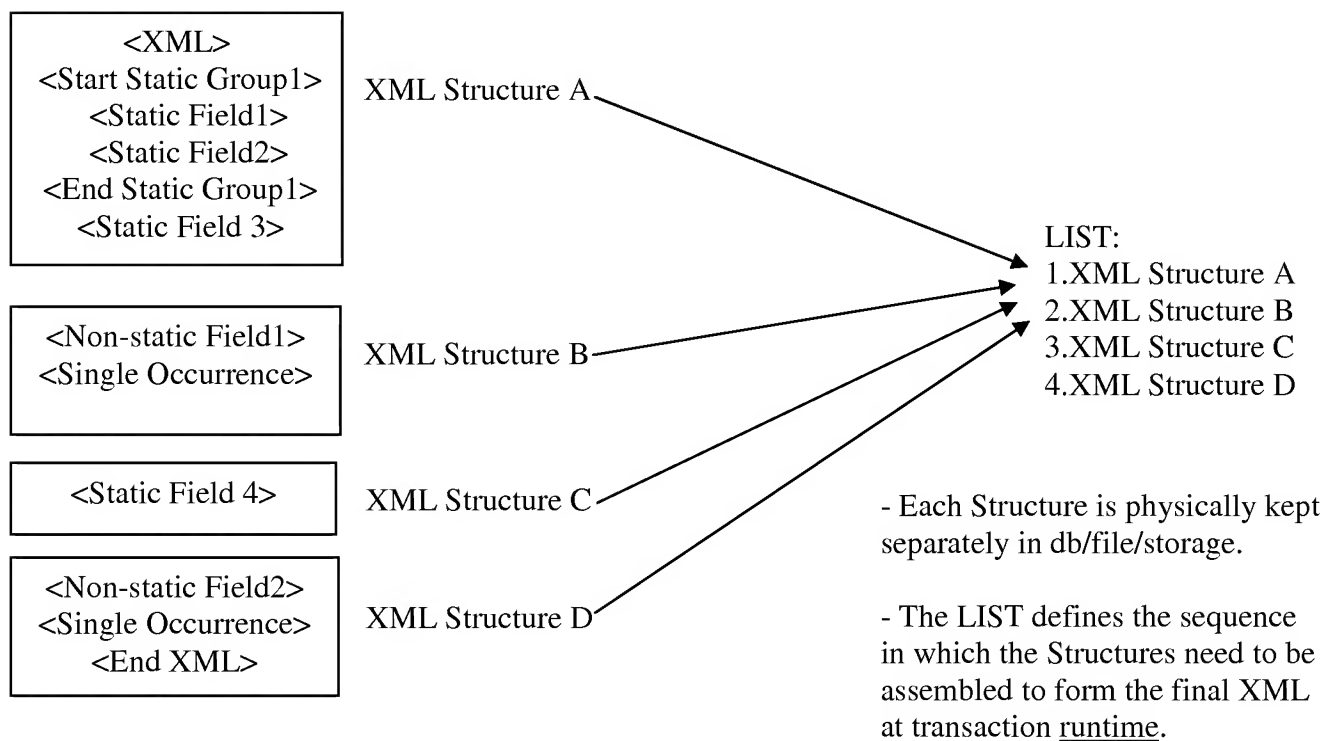 <XML>
<Start Static Group1>
<Static Field1>
<Static Field2>
<End Static Group1>
<Static Field 3>
XML Structure A
<Non-static Field1>
<Single Occurrence>
XML Structure B
<Static Field 4>
XML Structure C
<Non-static Field2>
<Single Occurrence>
<End XML>
XML Structure D
LIST:
1.XML Structure A
2.XML Structure B
3.XML Structure C
4.XML Structure D
- Each Structure is physically kept
separately in db/file/storage.
- The LIST defines the sequence
in which the Structures need to be
assembled to form the final XML
at transaction runtime.